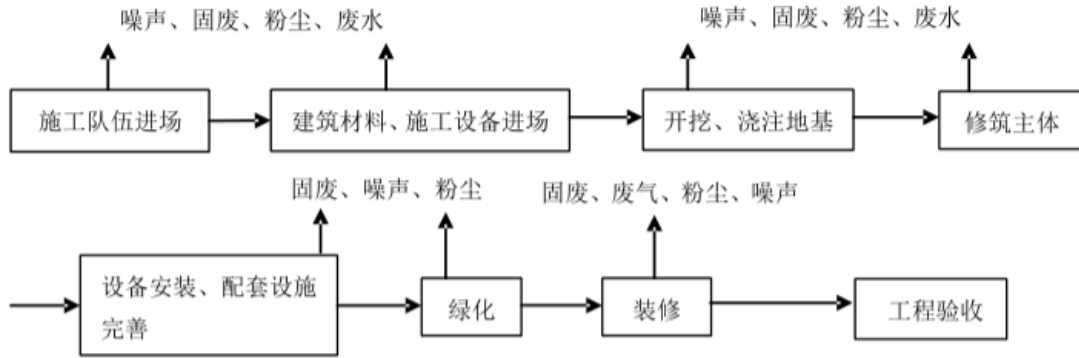 噪声、固废、粉尘、废水
噪声、固废、粉尘、废水
施工队伍进场
建筑材料、施工设备进场
开挖、浇注地基
修筑主体
固废、噪声、粉尘
固废、废气、粉尘、噪声
设备安装、配套设施
完善
绿化
装修
工程验收